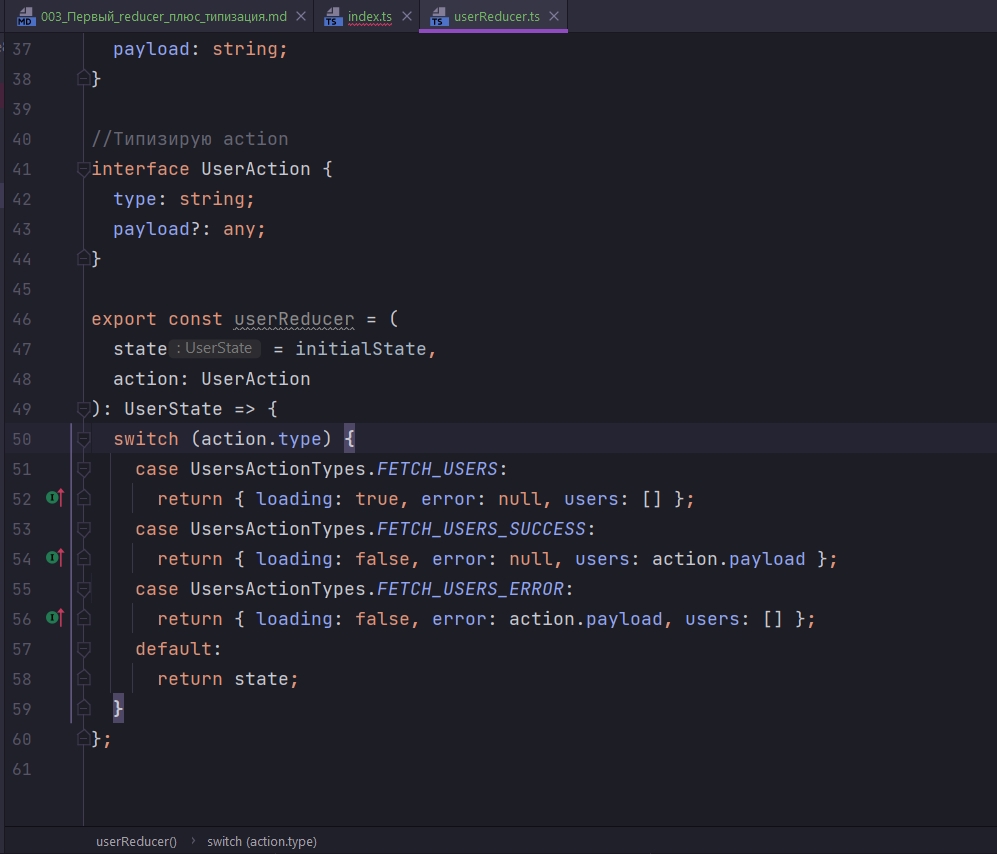 MD 003_Первый_reducer_плюс_типизация.md TS index.ts TS userReducer.ts
37 payload: string;
38 }
39
40 //Типизирую action
41 interface UserAction {
42 type: string;
43 payload?: any;
44 }
45
46 export const userReducer = (
47 state : UserState = initialState,
48 action: UserAction
49 ): UserState => {
50 switch (action.type) {
51 case UsersActionTypes.FETCH_USERS:
52 return { loading: true, error: null, users: [] };
53 case UsersActionTypes.FETCH_USERS_SUCCESS:
54 return { loading: false, error: null, users: action.payload };
55 case UsersActionTypes.FETCH_USERS_ERROR:
56 return { loading: false, error: action.payload, users: [] };
57 default:
58 return state;
59 }
60 };
61
userReducer() › switch (action.type)